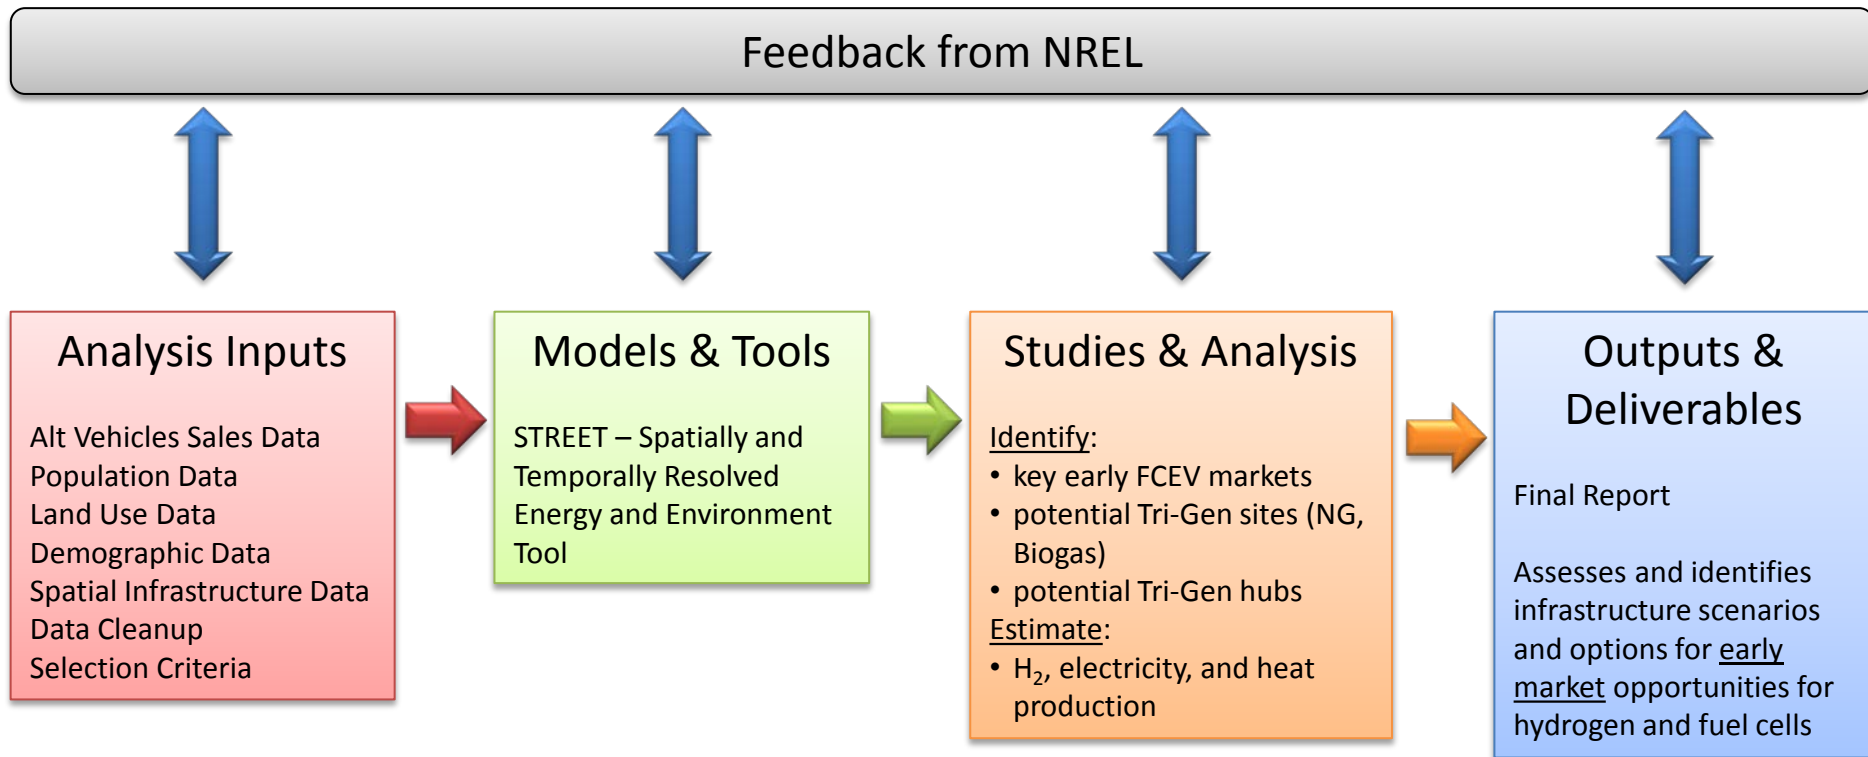 Feedback from NREL
Analysis Inputs
Alt Vehicles Sales Data
Population Data
Land Use Data
Demographic Data
Spatial Infrastructure Data
Data Cleanup
Selection Criteria
Models & Tools
STREET – Spatially and
Temporally Resolved
Energy and Environment
Tool
Studies & Analysis
Identify:
• key early FCEV markets
• potential Tri-Gen sites (NG,
Biogas)
• potential Tri-Gen hubs
Estimate:
• H₂, electricity, and heat
production
Outputs &
Deliverables
Final Report
Assesses and identifies
infrastructure scenarios
and options for early
market opportunities for
hydrogen and fuel cells